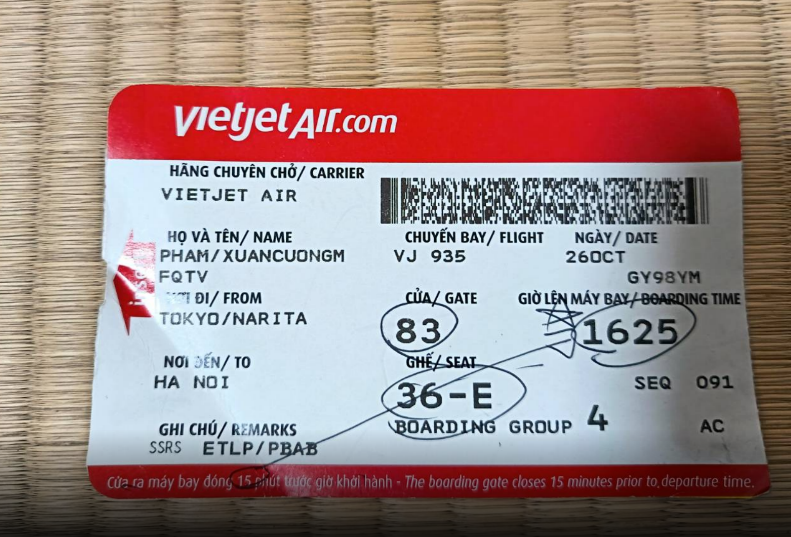 vietjetAir.com
HÃNG CHUYÊN CHỞ/ CARRIER
VIETJET AIR
HỌ VÀ TÊN/ NAME CHUYẾN BAY/ FLIGHT NGÀY/ DATE
PHAM/XUANCUONGM VJ 935 26OCT
FQTV GY98YM
NƠI ĐI/ FROM CỬA/ GATE GIỜ LÊN MÁY BAY/ BOARDING TIME
TOKYO/NARITA 83 1625
NƠI ĐẾN/ TO GHẾ/ SEAT
HA NOI 36-E SEQ 091
GHI CHÚ/ REMARKS BOARDING GROUP 4 AC
SSRS ETLP/PBAB
Cửa ra máy bay đóng 15 phút trước giờ khởi hành - The boarding gate closes 15 minutes prior to departure time.